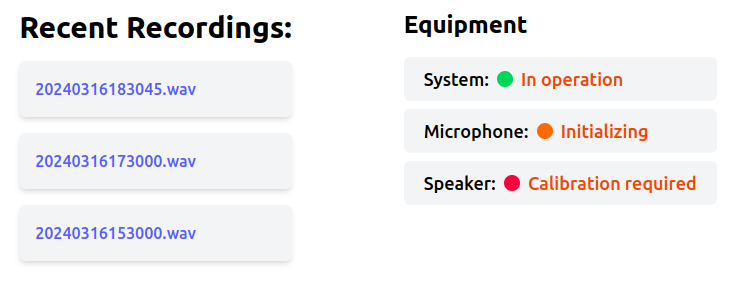 Recent Recordings:
20240316183045.wav
20240316173000.wav
20240316153000.wav
Equipment
System: In operation
Microphone: Initializing
Speaker: Calibration required